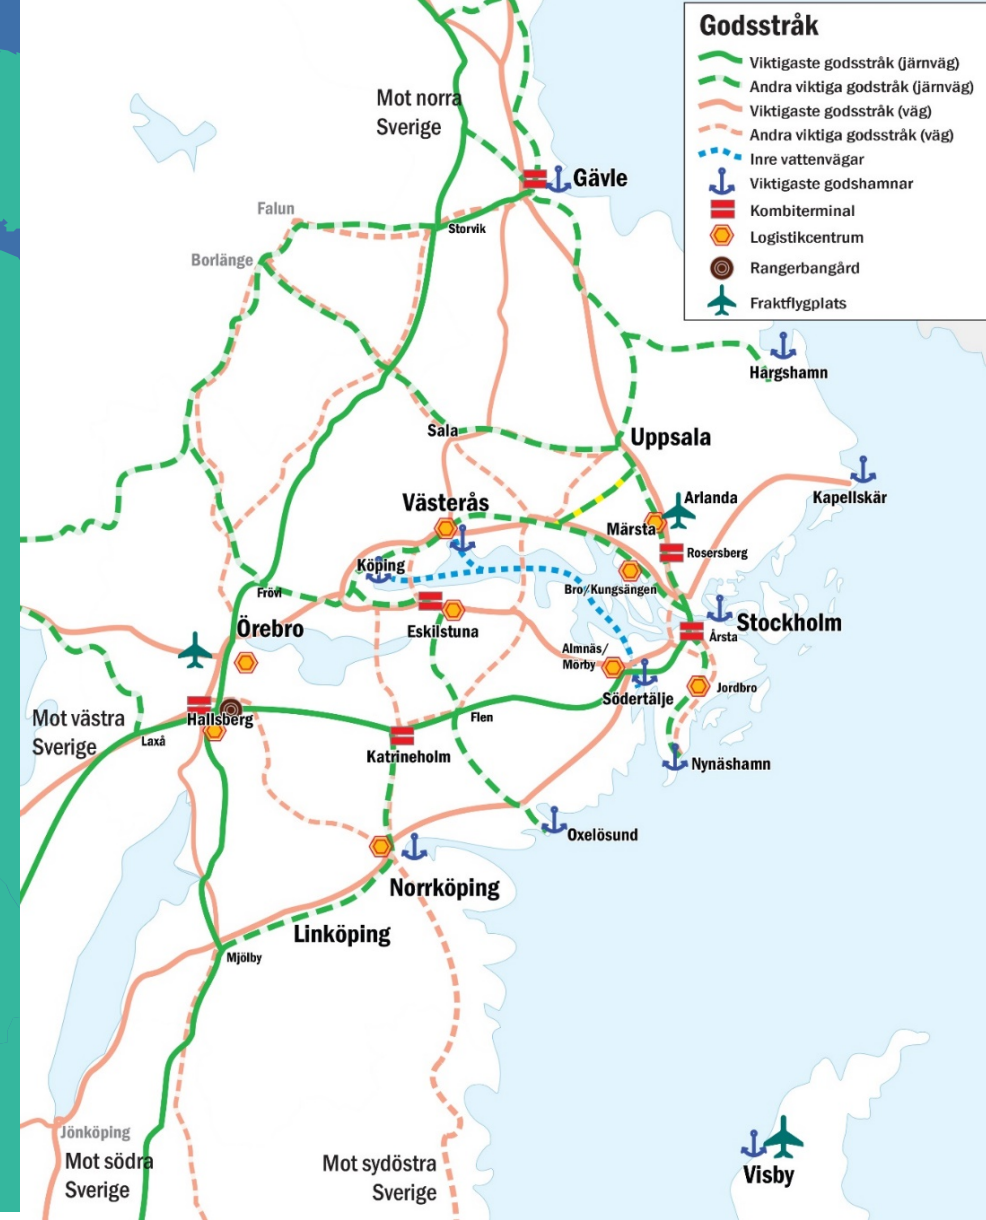 Godsstråk
Viktigaste godsstråk (järnväg)
Andra viktiga godstråk (järnväg)
Viktigaste godsstråk (väg)
Andra viktiga godsstråk (väg)
Inre vattenvägar
Viktigaste godshamnar
Kombiterminal
Logistikcentrum
Rangerbangård
Fraktflygplats
Mot norra
Sverige
Gävle
Falun
Storvik
Borlänge
Hargshamn
Sala
Uppsala
Västerås
Arlanda
Kapellskär
Märsta
Rosersberg
Köping
Bro/Kungsängen
Frövi
Örebro
Eskilstuna
Stockholm
Årsta
Almnäs/
Mörby
Jordbro
Södertälje
Mot västra
Sverige
Hallsberg
Flen
Laxå
Katrineholm
Nynäshamn
Oxelösund
Norrköping
Linköping
Mjölby
Jönköping
Mot södra
Sverige
Mot sydöstra
Sverige
Visby